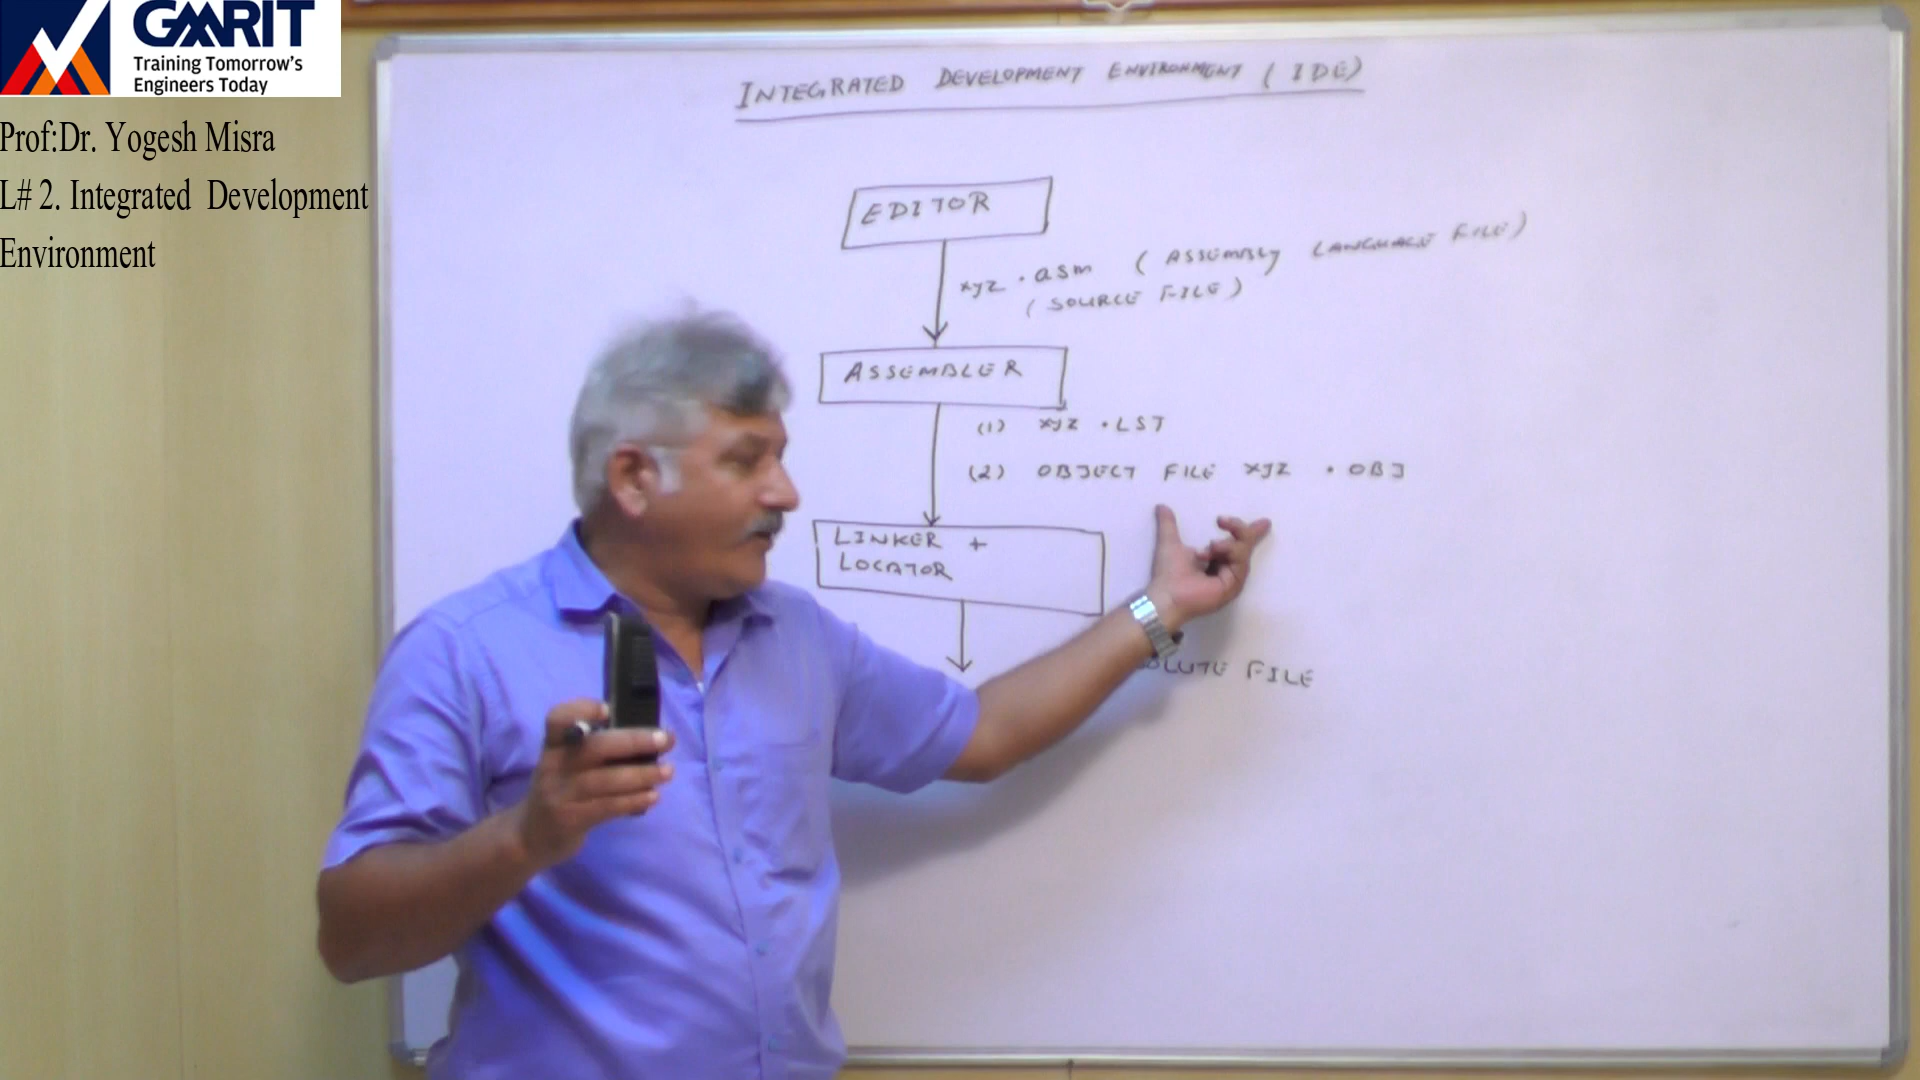 GMRIT
Training Tomorrow's
Engineers Today
Prof:Dr. Yogesh Misra
L# 2. Integrated Development
Environment
INTEGRATED DEVELOPMENT ENVIRONMENT (IDE)
EDITOR
xyz .asm (ASSEMBLY LANGUAGE FILE)
(SOURCE FILE)
ASSEMBLER
(1) xyz .LST
(2) OBJECT FILE xyz .OBJ
LINKER +
LOCATOR
FILE